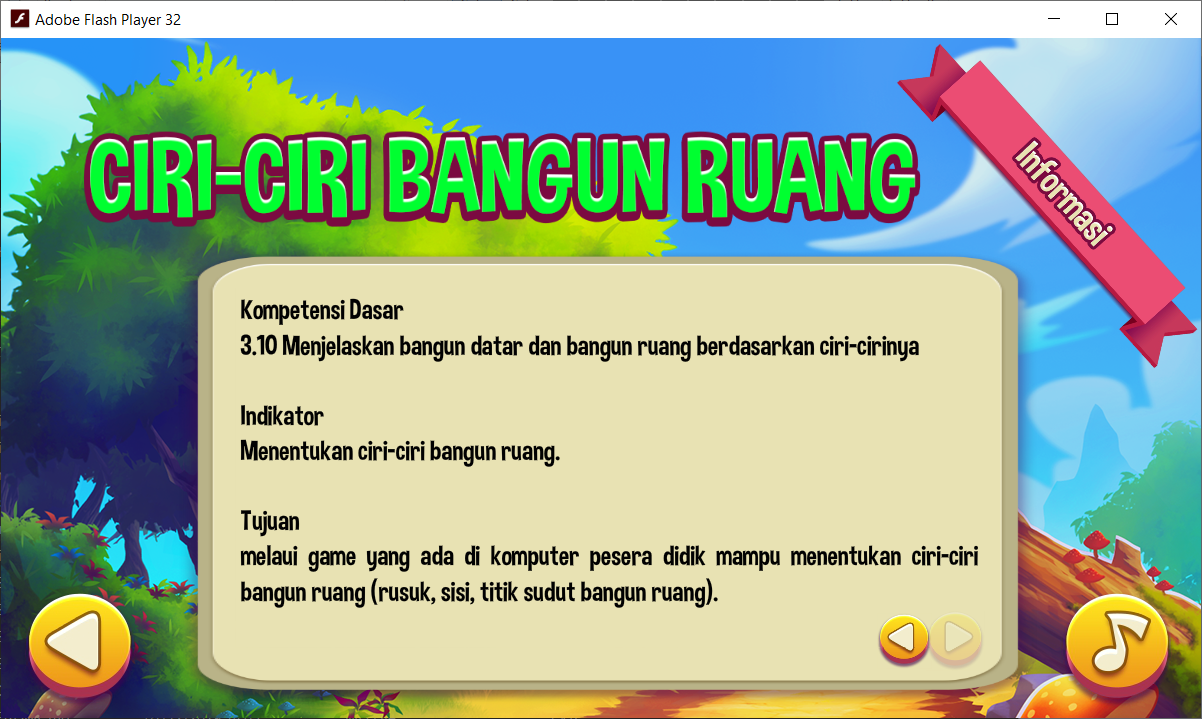 Adobe Flash Player 32
CIRI-CIRI BANGUN RUANG
Informasi
Kompetensi Dasar
3.10 Menjelaskan bangun datar dan bangun ruang berdasarkan ciri-cirinya
Indikator
Menentukan ciri-ciri bangun ruang.
Tujuan
melaui game yang ada di komputer pesera didik mampu menentukan ciri-ciri
bangun ruang (rusuk, sisi, titik sudut bangun ruang).